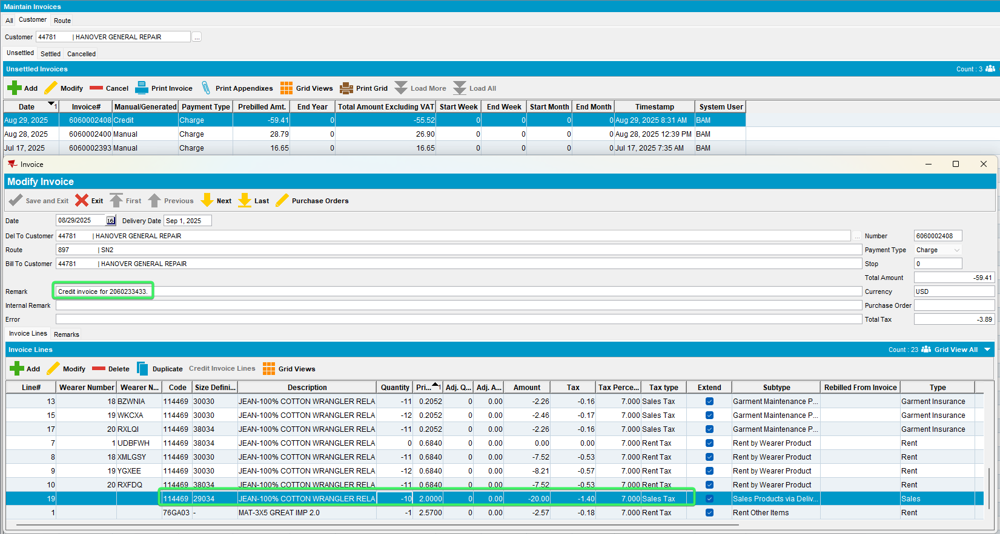 Maintain Invoices
All Customer Route
Customer 44781 | HANOVER GENERAL REPAIR ...
Unsettled Settled Cancelled
Unsettled Invoices Count : 3
Add Modify Cancel Print Invoice Print Appendixes Grid Views Print Grid Load More Load All
Date 1 Invoice# Manual/Generated Payment Type Prebilled Amt. End Year Total Amount Excluding VAT Start Week End Week Start Month End Month Timestamp System User
Aug 29, 2025 6060002408 Credit Charge -59.41 0 -55.52 0 0 0 0 Aug 29, 2025 8:31 AM BAM
Aug 28, 2025 6060002400 Manual Charge 28.79 0 26.90 0 0 0 0 Aug 28, 2025 12:39 PM BAM
Jul 17, 2025 6060002393 Manual Charge 16.65 0 16.65 0 0 0 0 Jul 17, 2025 7:35 AM BAM
Invoice
Modify Invoice
Save and Exit Exit First Previous Next Last Purchase Orders
Date 08/29/2025 16 Delivery Date Sep 1, 2025
Del To Customer 44781 | HANOVER GENERAL REPAIR ... Number 6060002408
Route 897 | SN2 Payment Type Charge
Bill To Customer 44781 | HANOVER GENERAL REPAIR Stop 0
Total Amount -59.41
Remark Credit invoice for 2060233433. Currency USD
Internal Remark Purchase Order
Error Total Tax -3.89
Invoice Lines Remarks
Invoice Lines Count : 23 Grid View All
Add Modify Delete Duplicate Credit Invoice Lines Grid Views
Line# Wearer Number Wearer N... Code Size Defini... Description Quantity Pri... 1 Adj. Q... Adj. A... Amount Tax Tax Perce... Tax type Extend Subtype Rebilled From Invoice Type
13 18 BZWNIA 114469 30030 JEAN-100% COTTON WRANGLER RELA -11 0.2052 0 0.00 -2.26 -0.16 7.000 Sales Tax Garment Maintenance P... Garment Insurance
15 19 WKCXA 114469 30030 JEAN-100% COTTON WRANGLER RELA -12 0.2052 0 0.00 -2.46 -0.17 7.000 Sales Tax Garment Maintenance P... Garment Insurance
17 20 RXLQI 114469 38034 JEAN-100% COTTON WRANGLER RELA -11 0.2052 0 0.00 -2.26 -0.16 7.000 Sales Tax Garment Maintenance P... Garment Insurance
7 1 UDBFWH 114469 38034 JEAN-100% COTTON WRANGLER RELA 0 0.6840 0 0.00 0.00 0.00 7.000 Rent Tax Rent by Wearer Product Rent
8 18 XMLGSY 114469 30030 JEAN-100% COTTON WRANGLER RELA -11 0.6840 0 0.00 -7.52 -0.53 7.000 Rent Tax Rent by Wearer Product Rent
9 19 YGXEE 114469 30030 JEAN-100% COTTON WRANGLER RELA -12 0.6840 0 0.00 -8.21 -0.57 7.000 Rent Tax Rent by Wearer Product Rent
10 20 RXFDQ 114469 38034 JEAN-100% COTTON WRANGLER RELA -11 0.6840 0 0.00 -7.52 -0.53 7.000 Rent Tax Rent by Wearer Product Rent
19 114469 29034 JEAN-100% COTTON WRANGLER RELA -10 2.0000 0 0.00 -20.00 -1.40 7.000 Sales Tax Sales Products via Deliv... Sales
1 76GA03 - MAT-3X5 GREAT IMP 2.0 -1 2.5700 0 0.00 -2.57 -0.18 7.000 Rent Tax Rent Other Items Rent